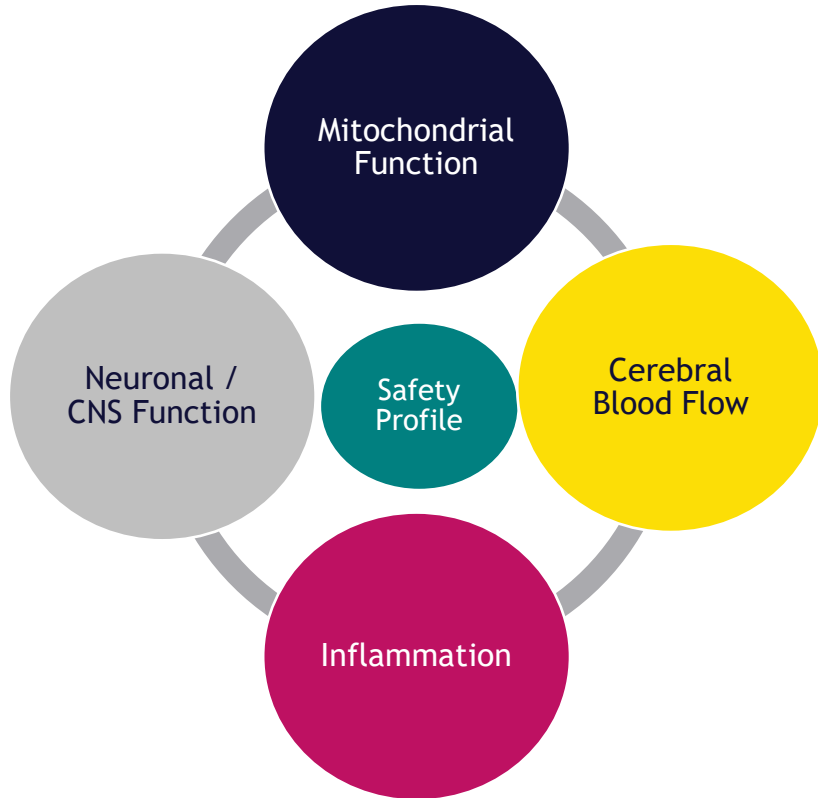 Mitochondrial
Function
Neuronal /
CNS Function
Safety
Profile
Cerebral
Blood Flow
Inflammation